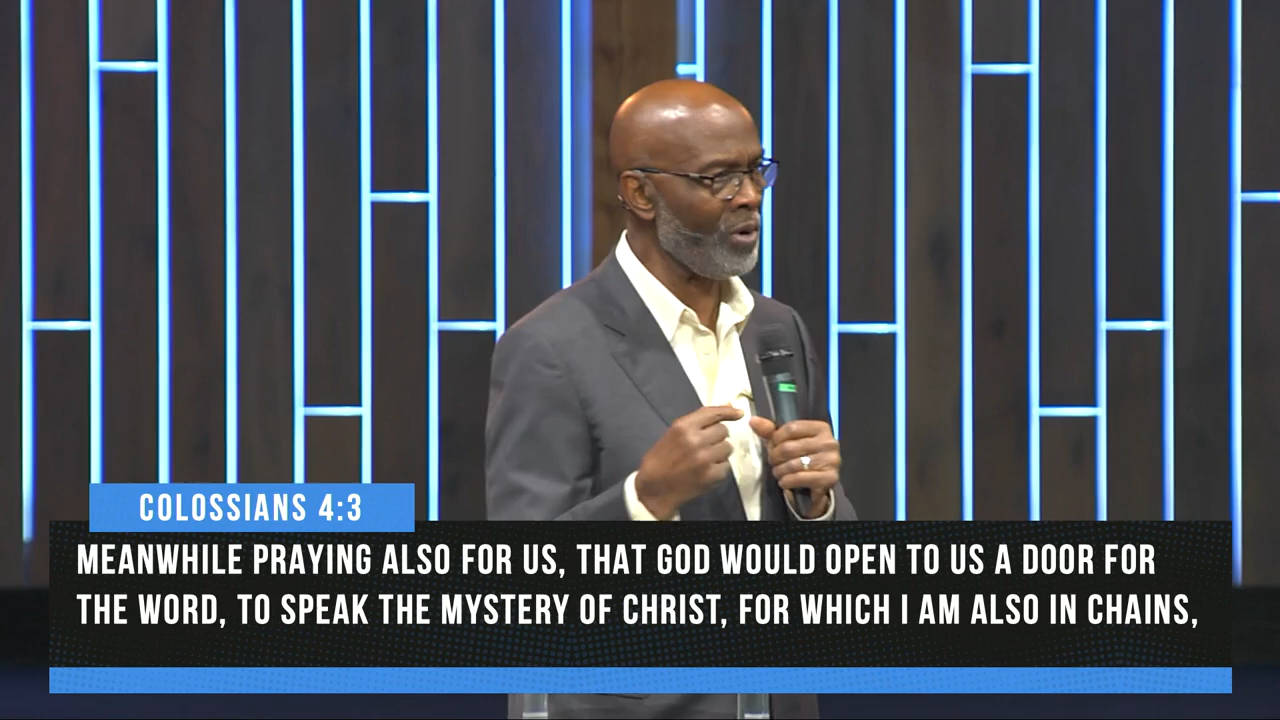 COLOSSIANS 4:3
MEANWHILE PRAYING ALSO FOR US, THAT GOD WOULD OPEN TO US A DOOR FOR
THE WORD, TO SPEAK THE MYSTERY OF CHRIST, FOR WHICH I AM ALSO IN CHAINS,